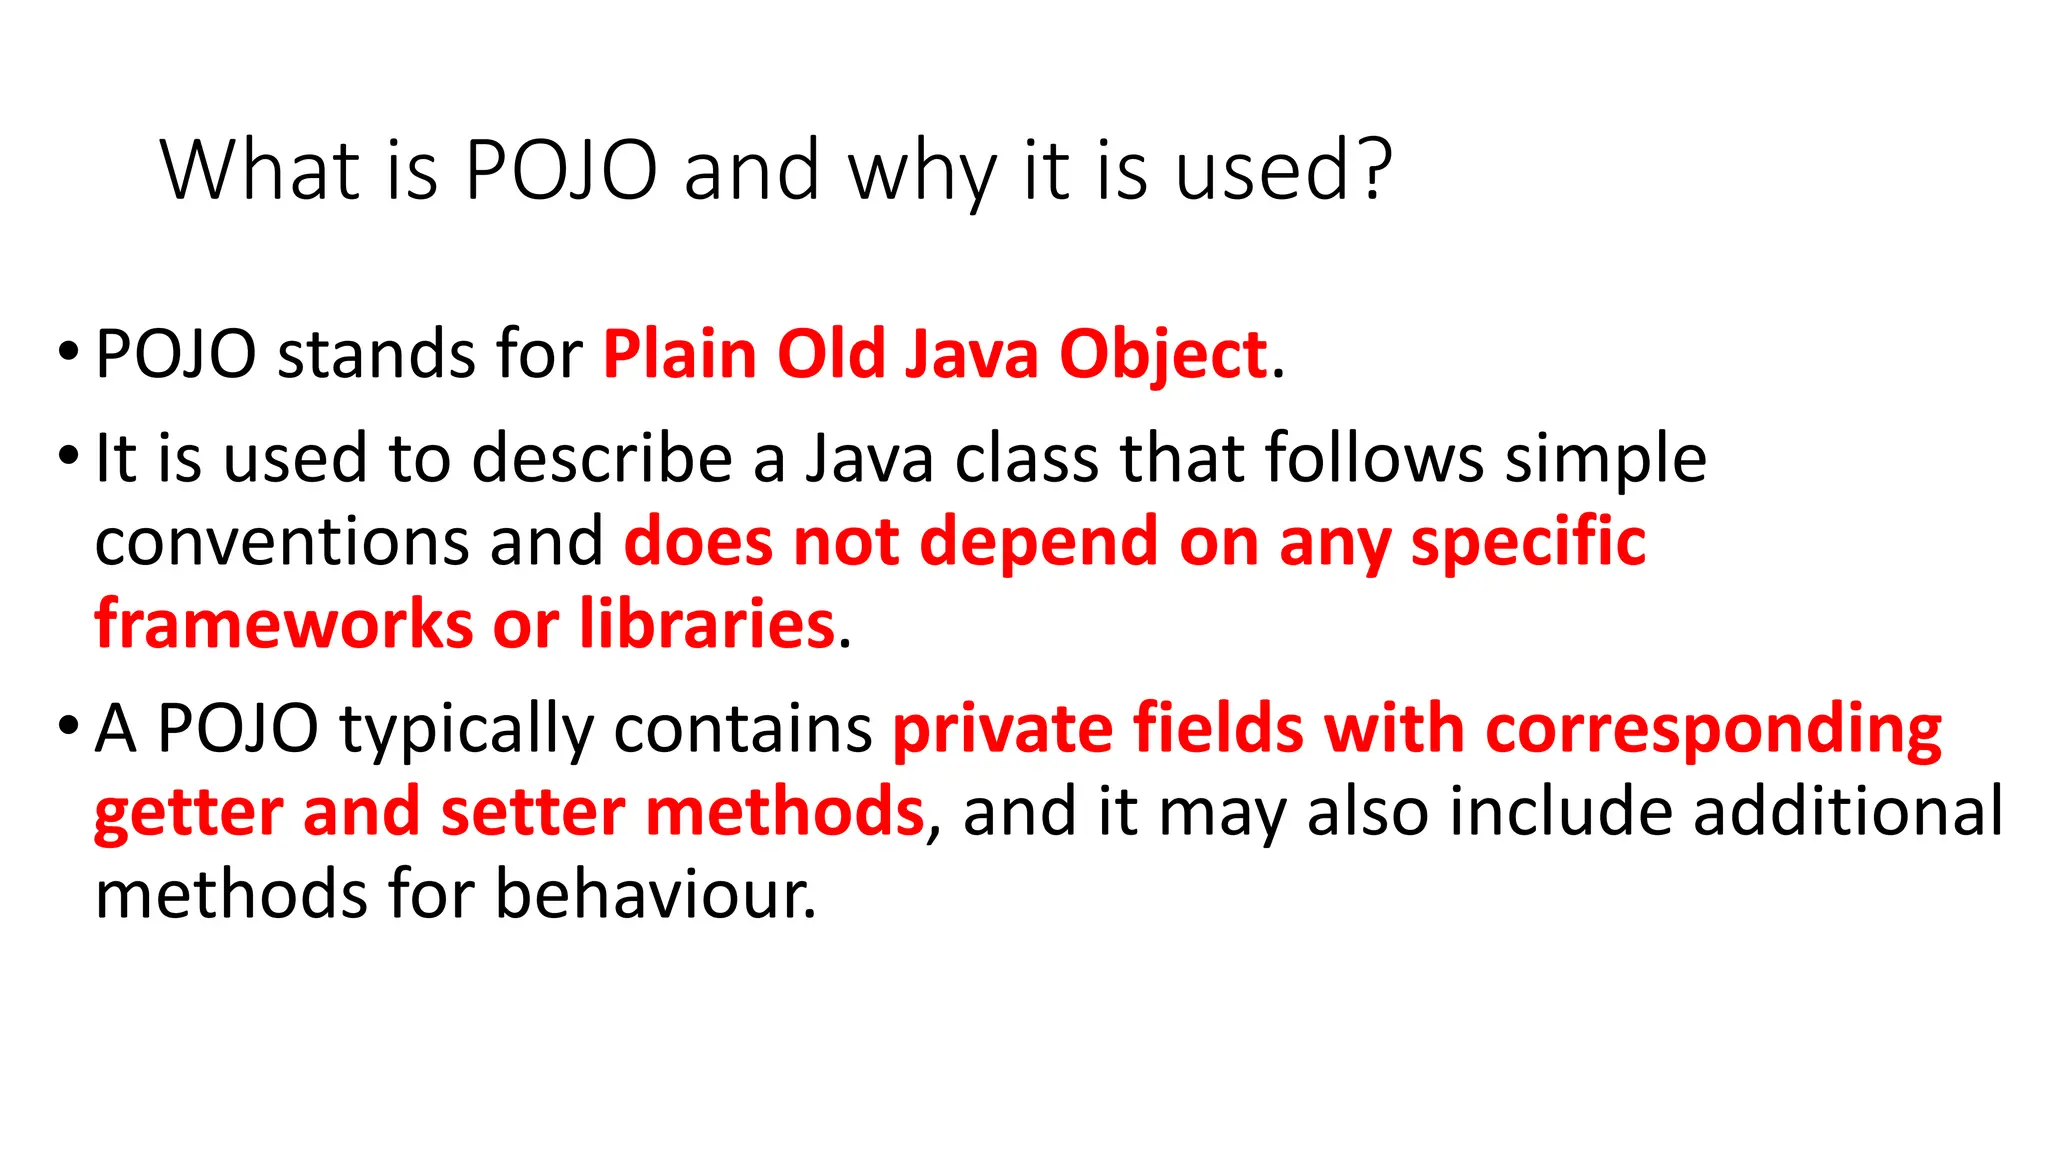 What is POJO and why it is used?
• POJO stands for Plain Old Java Object.
• It is used to describe a Java class that follows simple
conventions and does not depend on any specific
frameworks or libraries.
• A POJO typically contains private fields with corresponding
getter and setter methods, and it may also include additional
methods for behaviour.